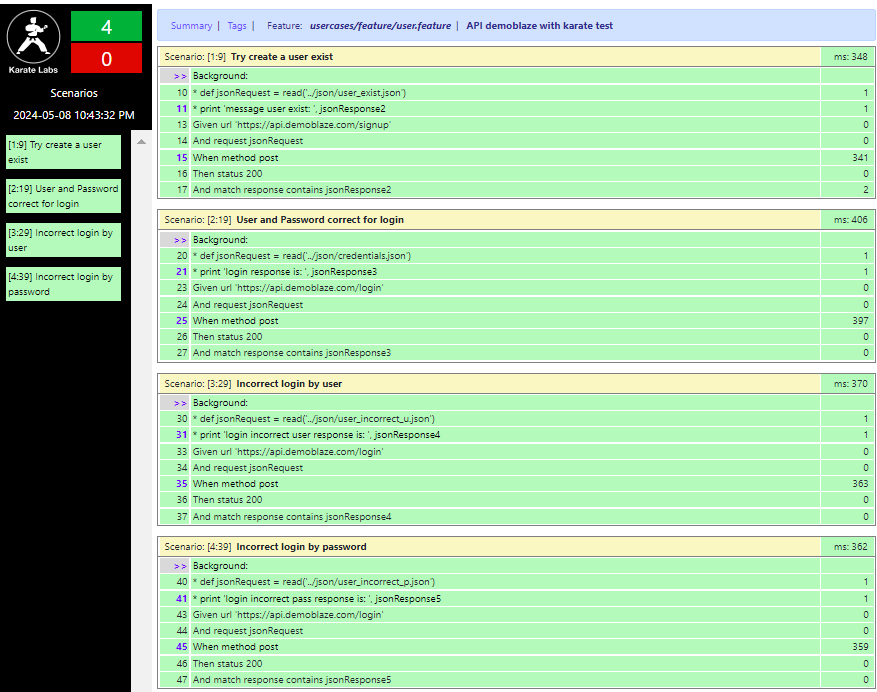 Karate Labs
4
0
Scenarios
2024-05-08 10:43:32 PM
[1:9] Try create a user
exist
[2:19] User and Password
correct for login
[3:29] Incorrect login by
user
[4:39] Incorrect login by
password
Summary | Tags | Feature: usercases/feature/user.feature | API demoblaze with karate test
Scenario: [1:9] Try create a user exist ms: 348
>> Background:
10 * def jsonRequest = read('../json/user_exist.json') 1
11 * print 'message user exist: ', jsonResponse2 1
13 Given url 'https://api.demoblaze.com/signup' 0
14 And request jsonRequest 0
15 When method post 341
16 Then status 200 0
17 And match response contains jsonResponse2 2
Scenario: [2:19] User and Password correct for login ms: 406
>> Background:
20 * def jsonRequest = read('../json/credentials.json') 1
21 * print 'login response is: ', jsonResponse3 1
23 Given url 'https://api.demoblaze.com/login' 0
24 And request jsonRequest 0
25 When method post 397
26 Then status 200 0
27 And match response contains jsonResponse3 0
Scenario: [3:29] Incorrect login by user ms: 370
>> Background:
30 * def jsonRequest = read('../json/user_incorrect_u.json') 1
31 * print 'login incorrect user response is: ', jsonResponse4 1
33 Given url 'https://api.demoblaze.com/login' 0
34 And request jsonRequest 0
35 When method post 363
36 Then status 200 0
37 And match response contains jsonResponse4 0
Scenario: [4:39] Incorrect login by password ms: 362
>> Background:
40 * def jsonRequest = read('../json/user_incorrect_p.json') 1
41 * print 'login incorrect pass response is: ', jsonResponse5 1
43 Given url 'https://api.demoblaze.com/login' 0
44 And request jsonRequest 0
45 When method post 359
46 Then status 200 0
47 And match response contains jsonResponse5 0